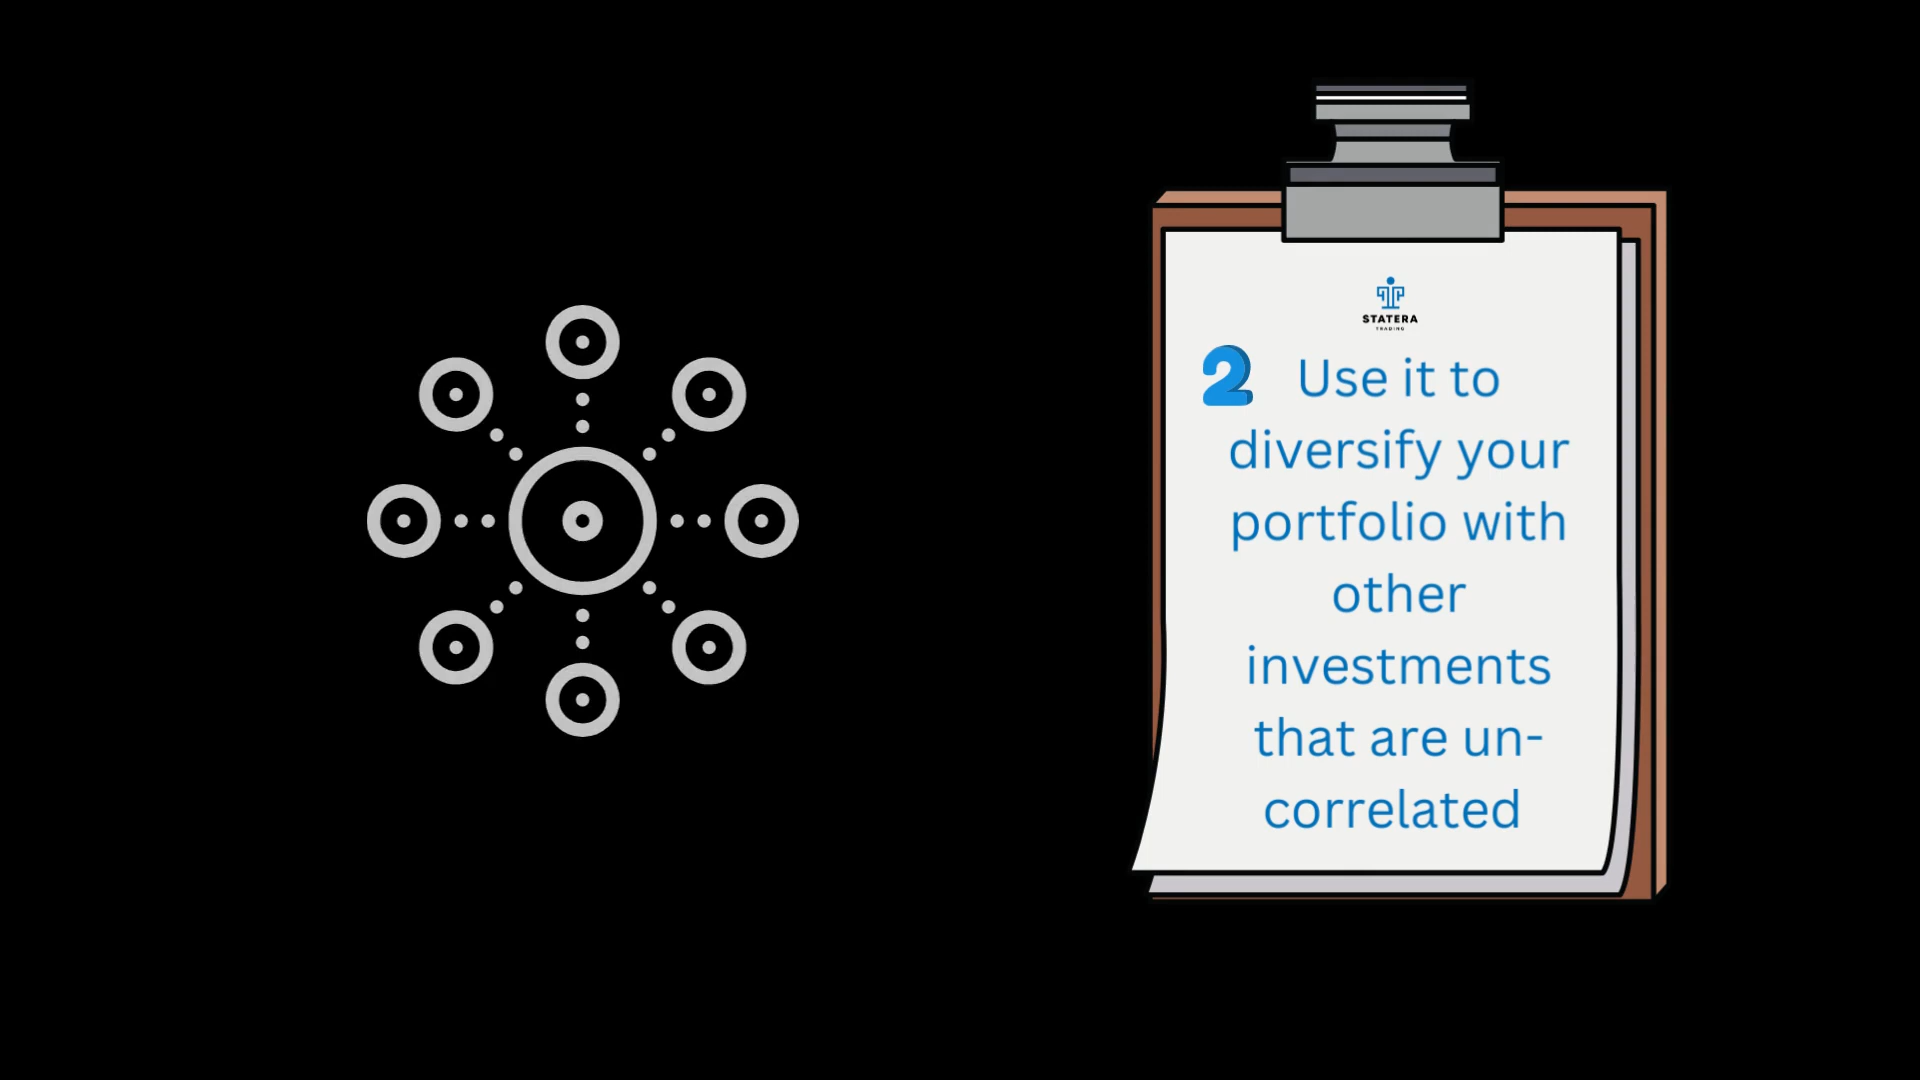 STATERA
TRADING
2 Use it to
diversify your
portfolio with
other
investments
that are un-
correlated